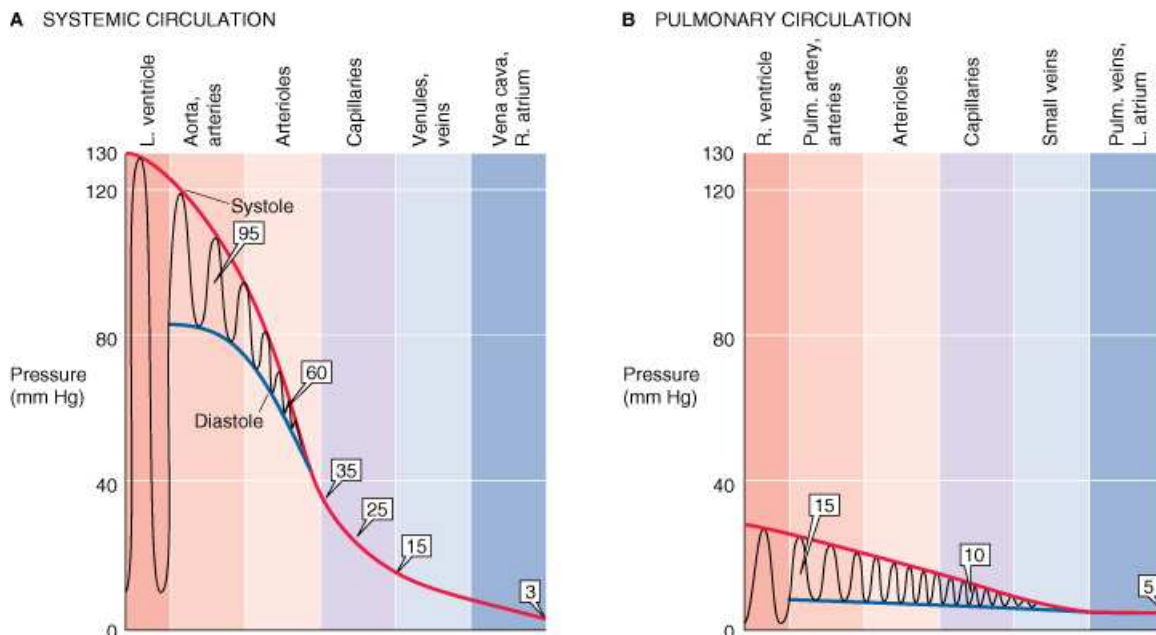 A SYSTEMIC CIRCULATION
L. ventricle
Aorta,
arteries
Arterioles
Capillaries
Venules,
veins
Vena cava,
R. atrium
130
120
80
40
0
Pressure
(mm Hg)
Systole
Diastole
95
60
35
25
15
3
B PULMONARY CIRCULATION
R. ventricle
Pulm. artery,
arteries
Arterioles
Capillaries
Small veins
Pulm. veins,
L. atrium
130
120
80
40
0
Pressure
(mm Hg)
15
10
5